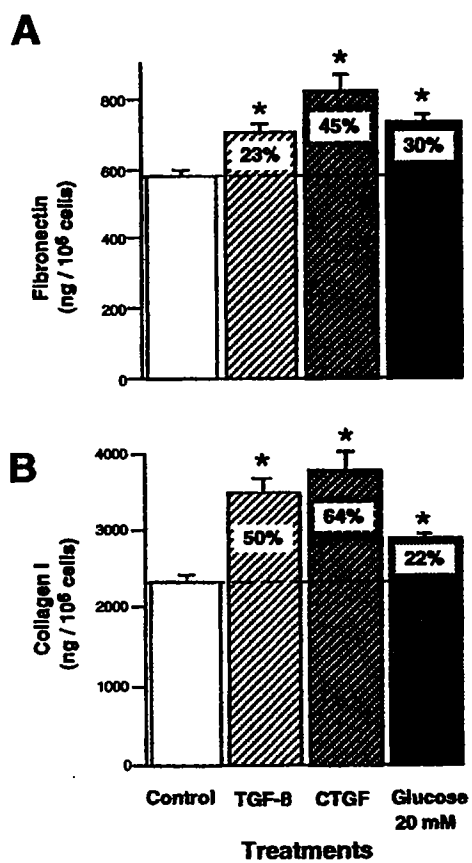 A
*
*
*
800
45%
23%
30%
600
Fibronectin
(ng / 10⁶ cells)
400
200
0
B
4000
*
*
*
3000
64%
50%
22%
Collagen I
(ng / 10⁶ cells)
2000
1000
0
Control TGF-B CTGF Glucose
20 mM
Treatments